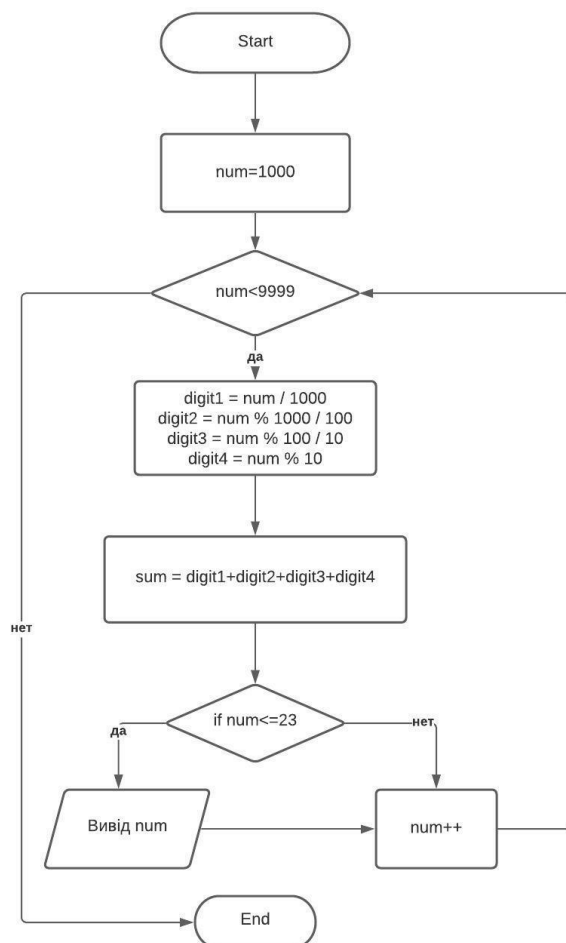 Start
num=1000
num<9999
да
digit1 = num / 1000
digit2 = num % 1000 / 100
digit3 = num % 100 / 10
digit4 = num % 10
sum = digit1+digit2+digit3+digit4
нет
if num<=23
да
нет
Вивід num
num++
End